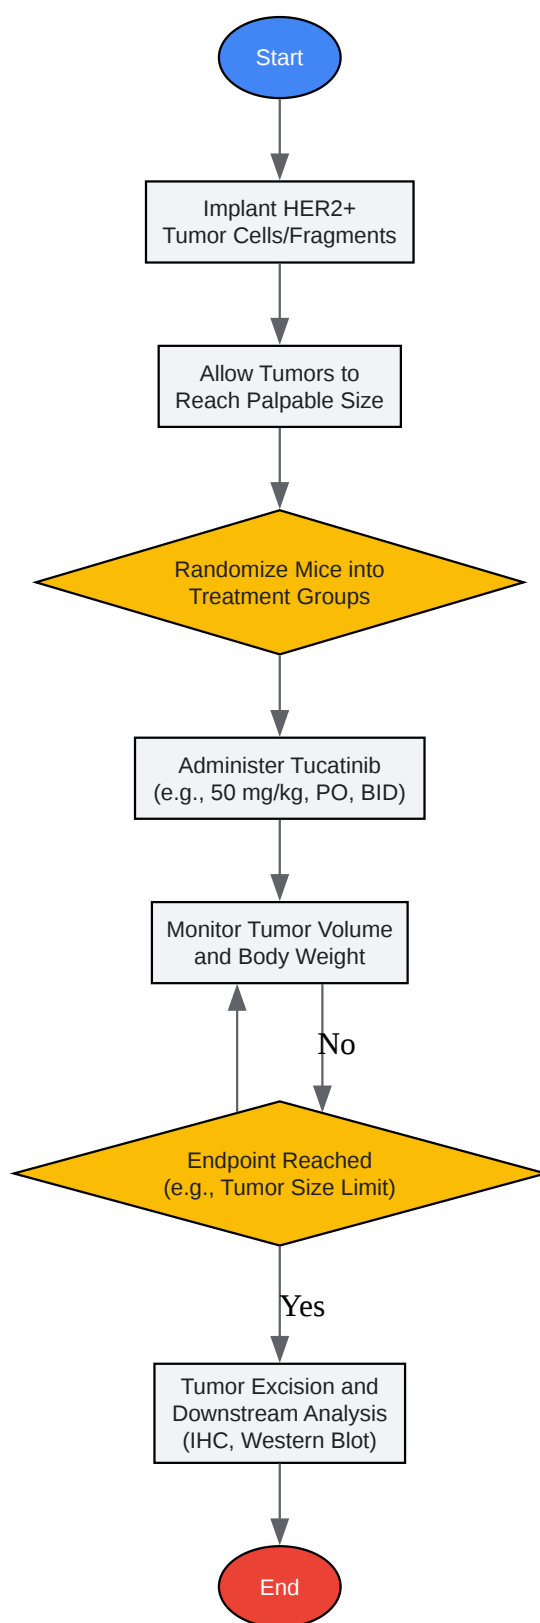 Start
Implant HER2+
Tumor Cells/Fragments
Allow Tumors to
Reach Palpable Size
Randomize Mice into
Treatment Groups
Administer Tucatinib
(e.g., 50 mg/kg, PO, BID)
Monitor Tumor Volume
and Body Weight
No
Endpoint Reached
(e.g., Tumor Size Limit)
Yes
Tumor Excision and
Downstream Analysis
(IHC, Western Blot)
End